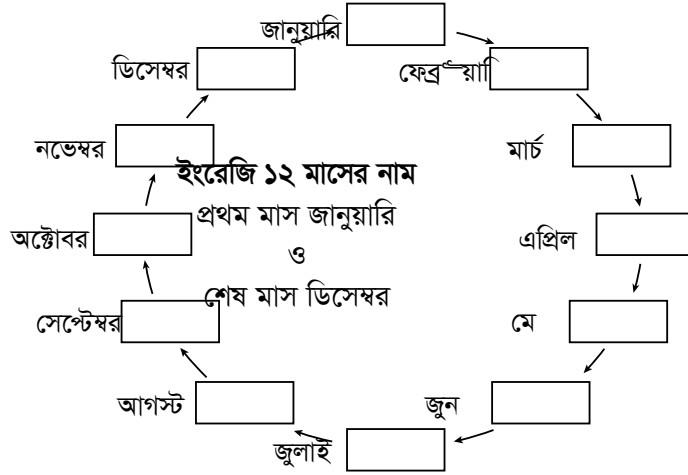 জানুয়ারি
ফেব্রুয়ারি
মার্চ
এপ্রিল
মে
জুন
জুলাই
আগস্ট
সেপ্টেম্বর
অক্টোবর
নভেম্বর
ডিসেম্বর
ইংরেজি ১২ মাসের নাম
প্রথম মাস জানুয়ারি
ও
শেষ মাস ডিসেম্বর